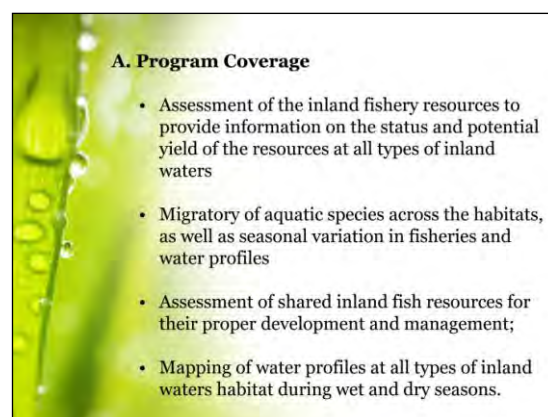 A. Program Coverage
• Assessment of the inland fishery resources to
provide information on the status and potential
yield of the resources at all types of inland
waters
• Migratory of aquatic species across the habitats,
as well as seasonal variation in fisheries and
water profiles
• Assessment of shared inland fish resources for
their proper development and management;
• Mapping of water profiles at all types of inland
waters habitat during wet and dry seasons.